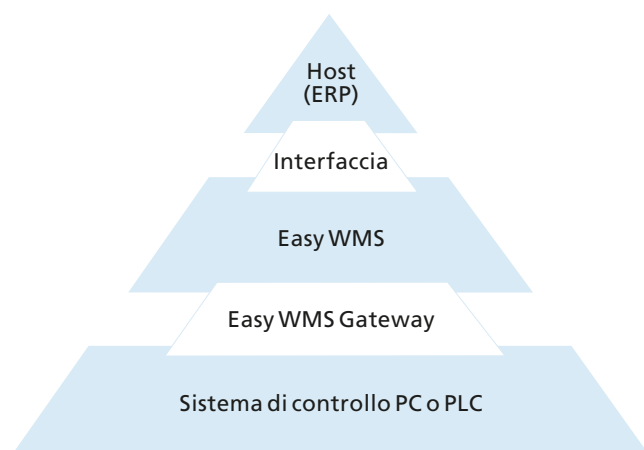 Host
(ERP)
Interfaccia
Easy WMS
Easy WMS Gateway
Sistema di controllo PC o PLC